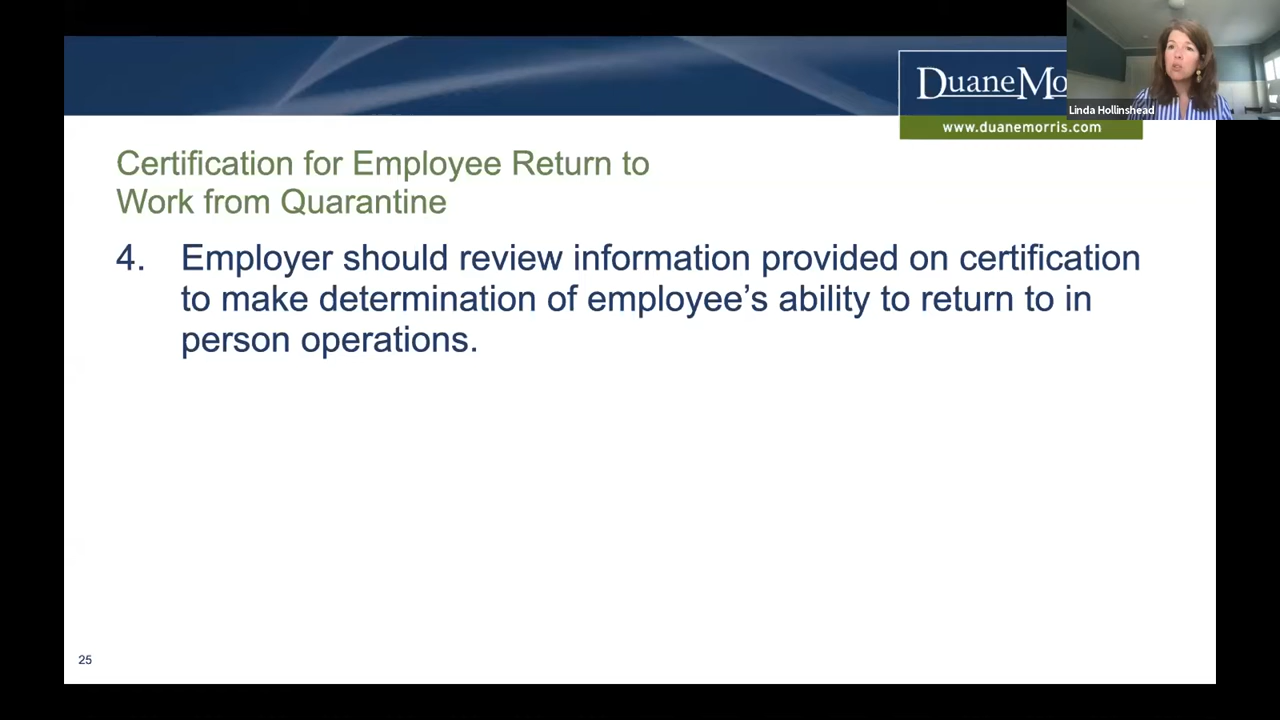 DuaneMo
Linda Hollinshead
www.duanemorris.com
Certification for Employee Return to
Work from Quarantine
4. Employer should review information provided on certification
to make determination of employee’s ability to return to in
person operations.
25